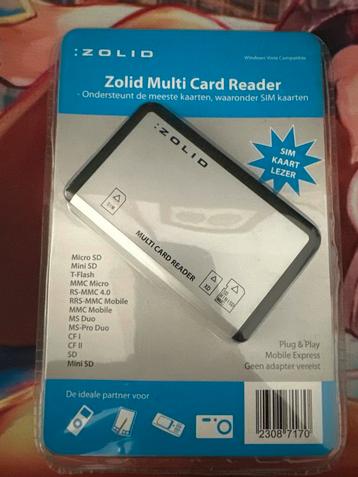 :ZOLID
Windows Vista Compatible
Zolid Multi Card Reader
- Ondersteunt de meeste kaarten, waaronder SIM kaarten
:ZOLID
SIM
KAART
LEZER
SIM
MULTI CARD READER
XD
Micro SD
Mini SD
T-Flash
MMC Micro
RS-MMC 4.0
RRS-MMC Mobile
MMC Mobile
MS Duo
MS-Pro Duo
CF I
CF II
SD
Mini SD
Plug & Play
Mobile Express
Geen adapter vereist
De ideale partner voor
2308 7170